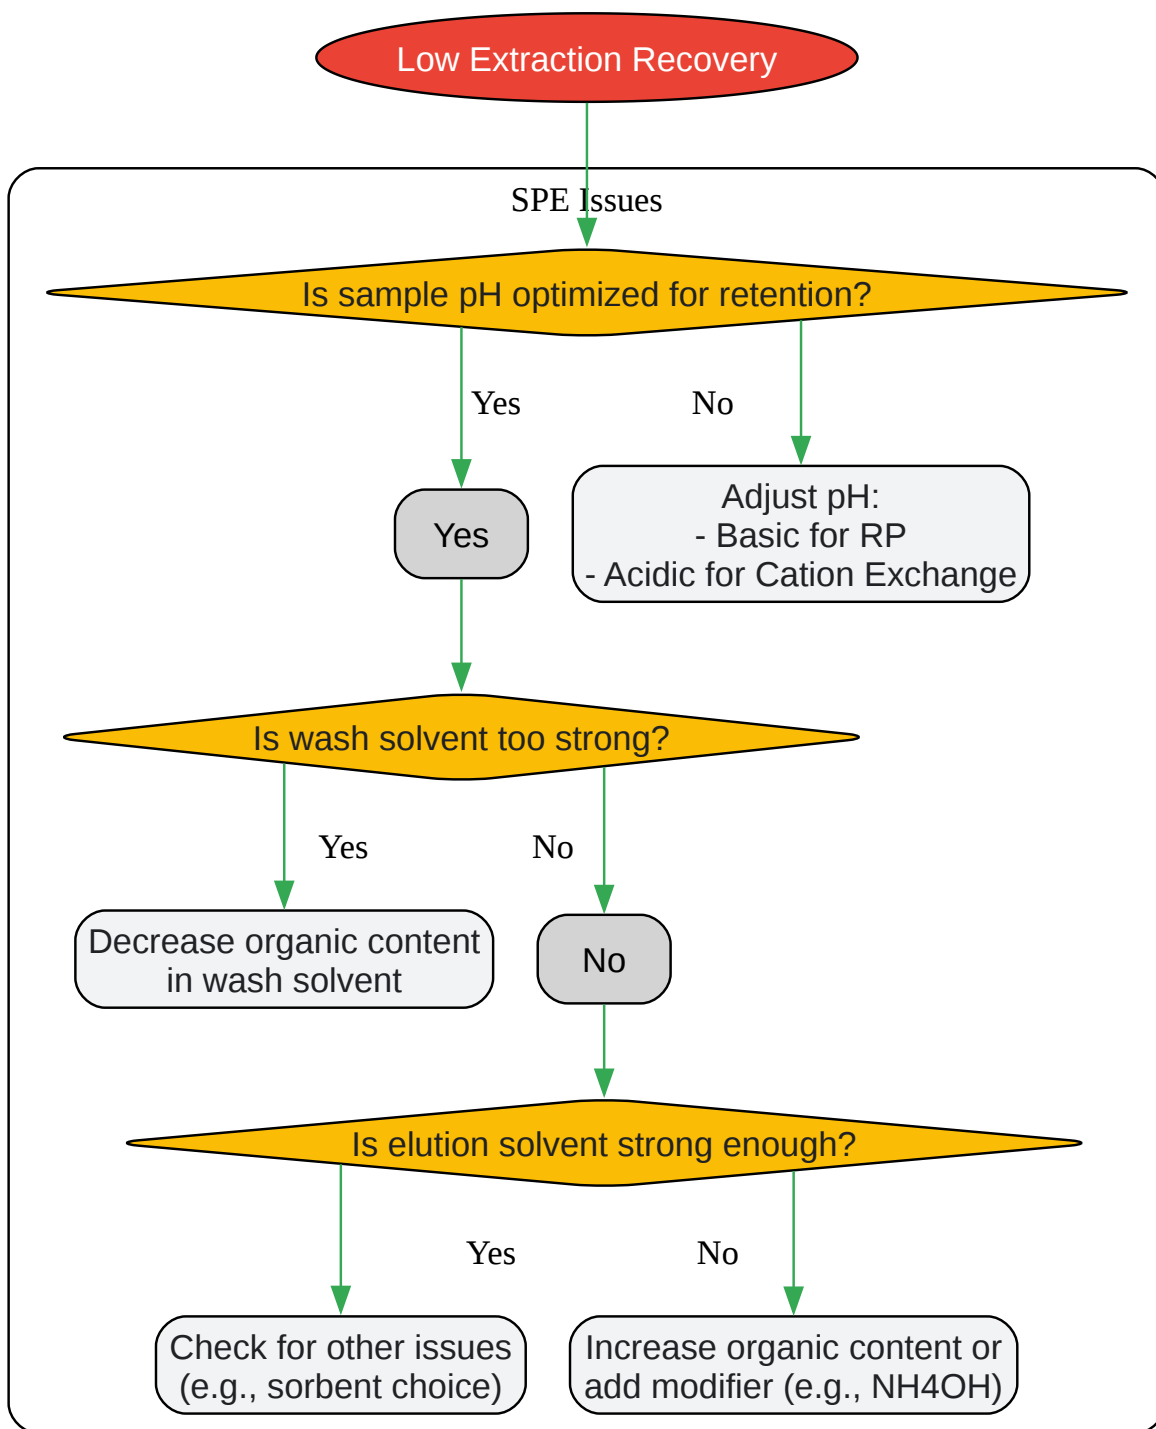 Low Extraction Recovery
SPE Issues
Is sample pH optimized for retention?
Yes
No
Yes
Adjust pH:
- Basic for RP
- Acidic for Cation Exchange
Is wash solvent too strong?
Yes
No
Decrease organic content
in wash solvent
No
Is elution solvent strong enough?
Yes
No
Check for other issues
(e.g., sorbent choice)
Increase organic content or
add modifier (e.g., NH4OH)